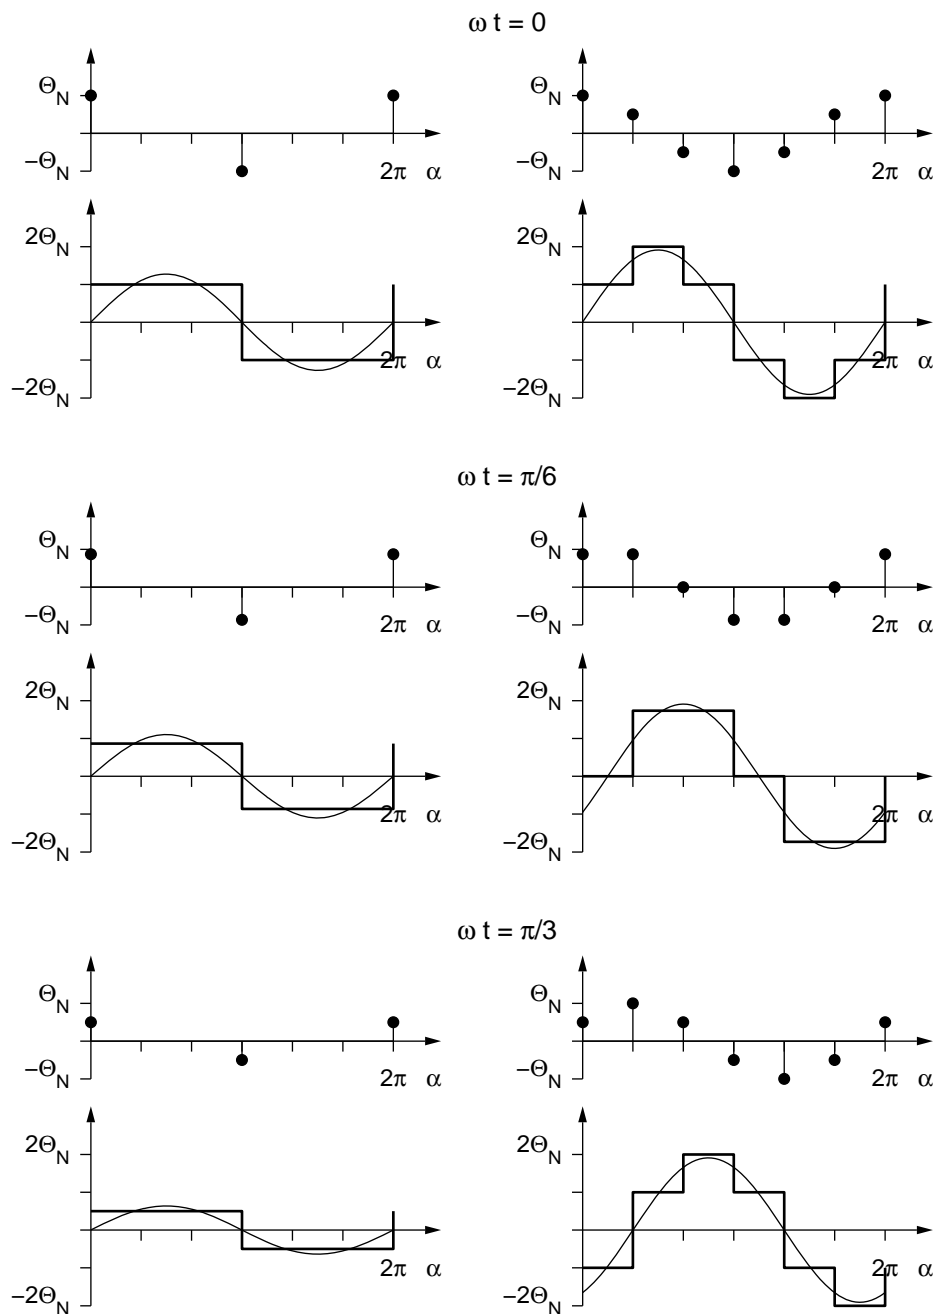 ω t = 0
Θ_N Θ_N
−Θ_N 2π α −Θ_N 2π α
2Θ_N 2Θ_N
2π α 2π α
−2Θ_N −2Θ_N
ω t = π/6
Θ_N Θ_N
−Θ_N 2π α −Θ_N 2π α
2Θ_N 2Θ_N
2π α 2π α
−2Θ_N −2Θ_N
ω t = π/3
Θ_N Θ_N
−Θ_N 2π α −Θ_N 2π α
2Θ_N 2Θ_N
2π α 2π α
−2Θ_N −2Θ_N